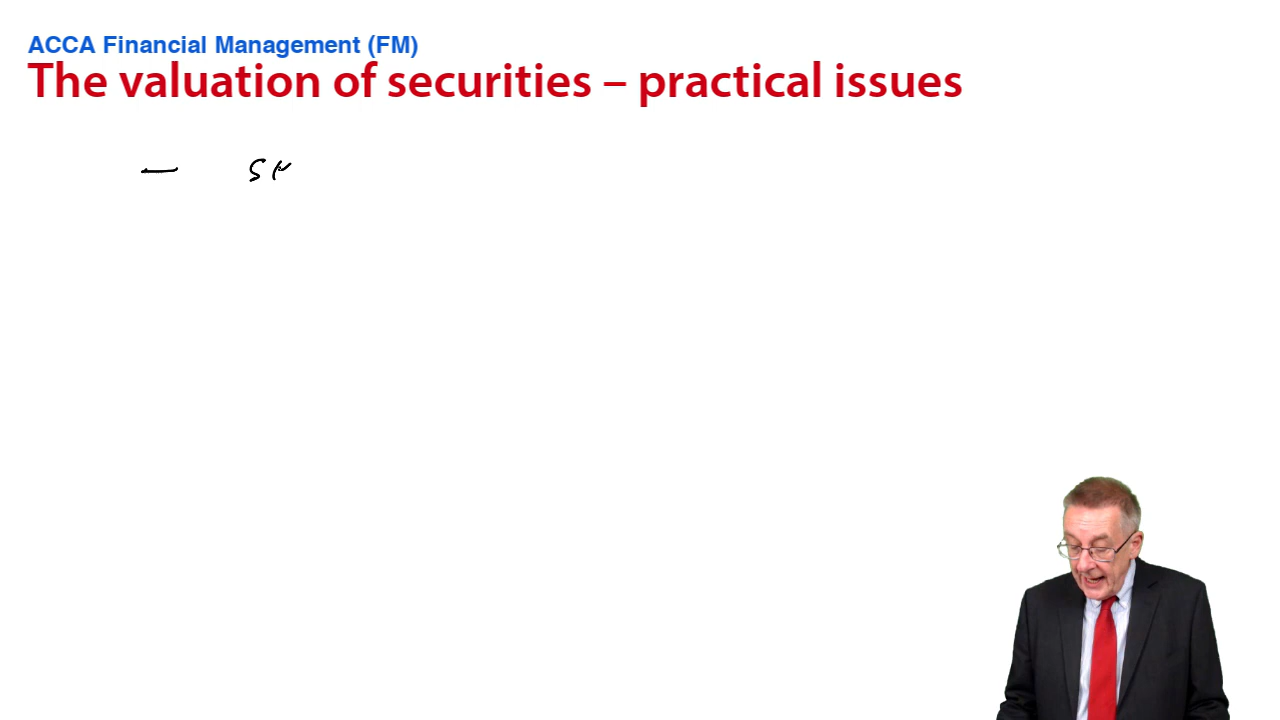 ACCA Financial Management (FM)
The valuation of securities – practical issues